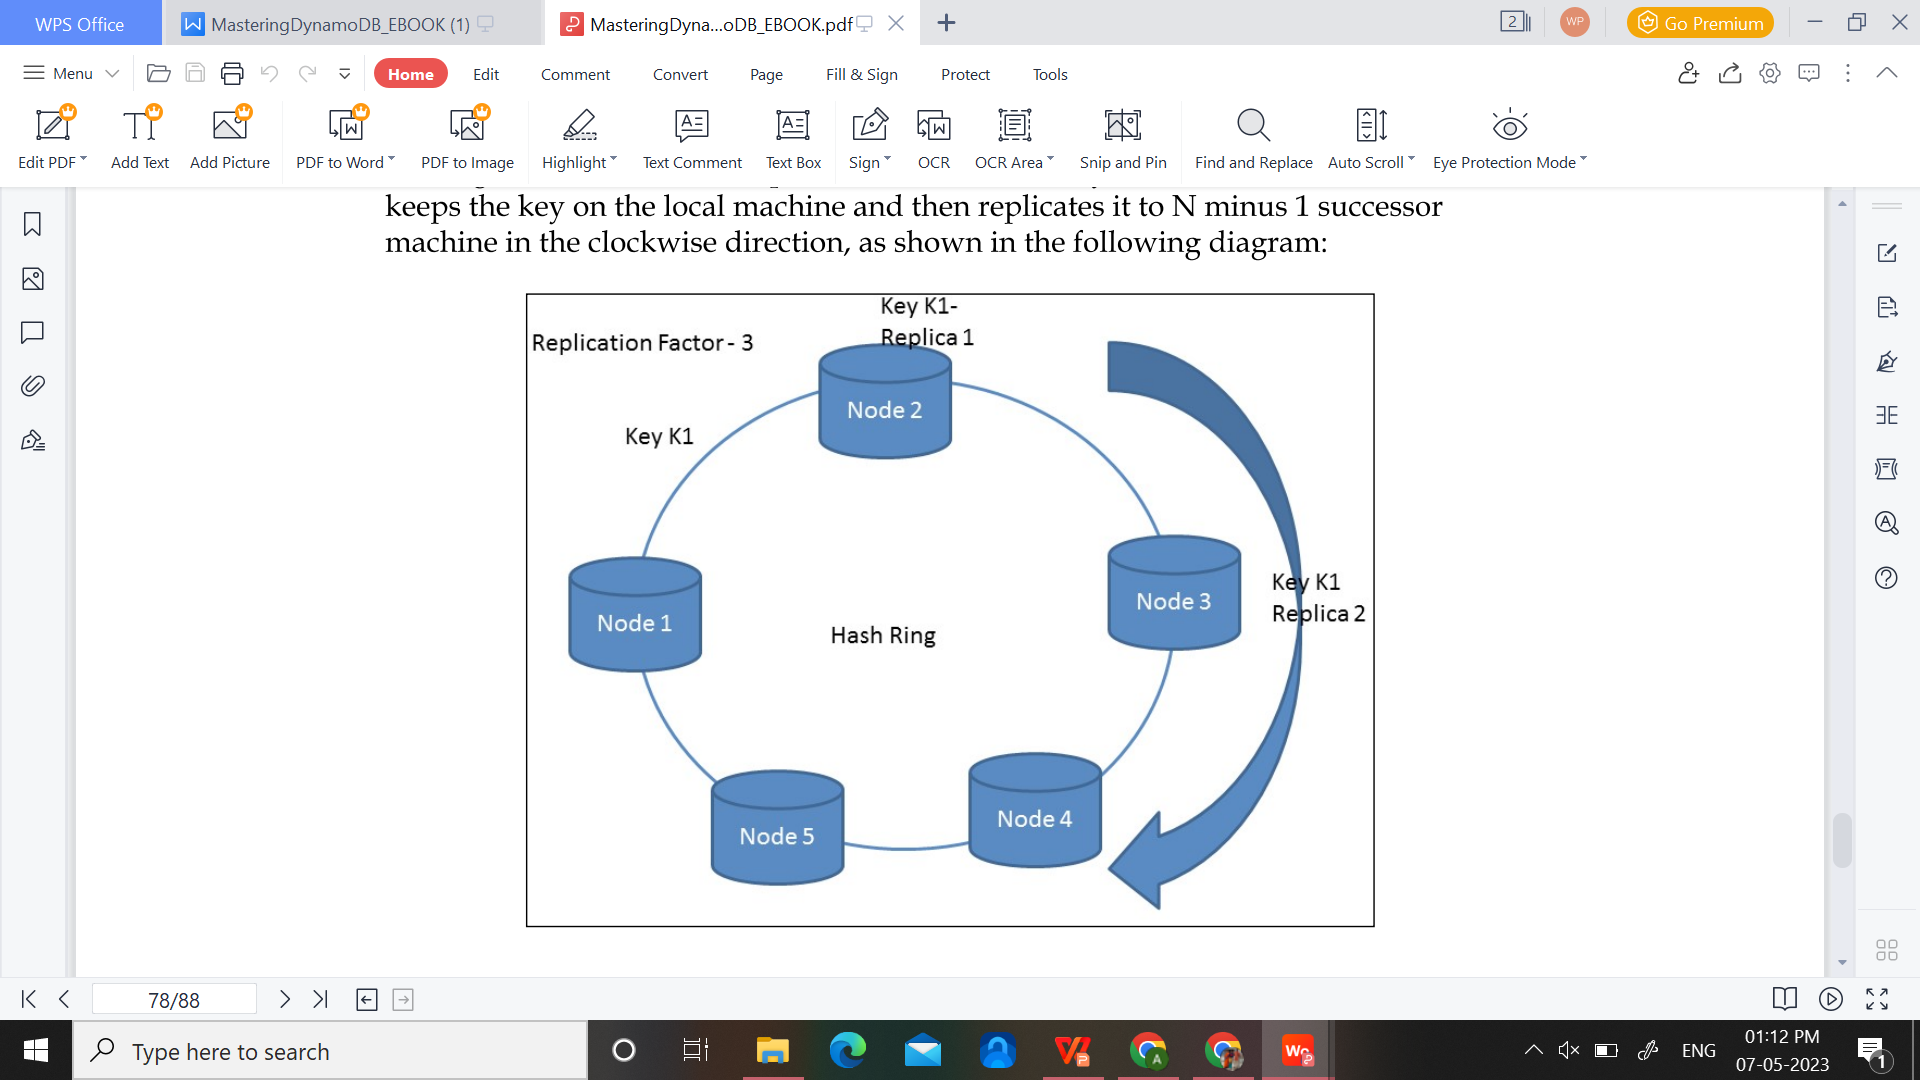 WPS Office
MasteringDynamoDB_EBOOK (1)
MasteringDyna...oDB_EBOOK.pdf
2
WP
Go Premium
Menu
Home
Edit
Comment
Convert
Page
Fill & Sign
Protect
Tools
Edit PDF
Add Text
Add Picture
PDF to Word
PDF to Image
Highlight
Text Comment
Text Box
Sign
OCR
OCR Area
Snip and Pin
Find and Replace
Auto Scroll
Eye Protection Mode
keeps the key on the local machine and then replicates it to N minus 1 successor
machine in the clockwise direction, as shown in the following diagram:
Key K1-
Replica 1
Replication Factor - 3
Node 2
Key K1
Node 3
Key K1
Replica 2
Node 1
Hash Ring
Node 4
Node 5
78/88
Type here to search
ENG
01:12 PM
07-05-2023
1